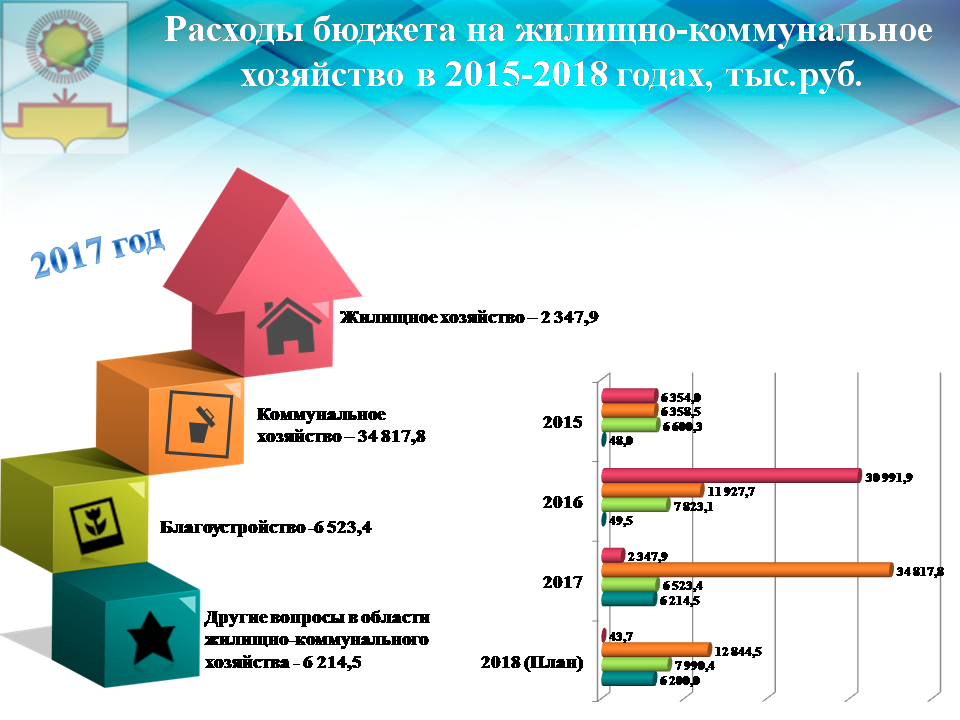 Расходы бюджета на жилищно-коммунальное
хозяйство в 2015-2018 годах, тыс.руб.
2017 год
Жилищное хозяйство – 2 347,9
Коммунальное
хозяйство – 34 817,8
Благоустройство -6 523,4
Другие вопросы в области
жилищно-коммунального
хозяйства - 6 214,5
2015
6 354,0
6 358,5
6 600,3
48,0
2016
30 991,9
11 927,7
7 823,1
49,5
2017
2 347,9
34 817,8
6 523,4
6 214,5
2018 (План)
43,7
12 844,5
7 990,4
6 200,0